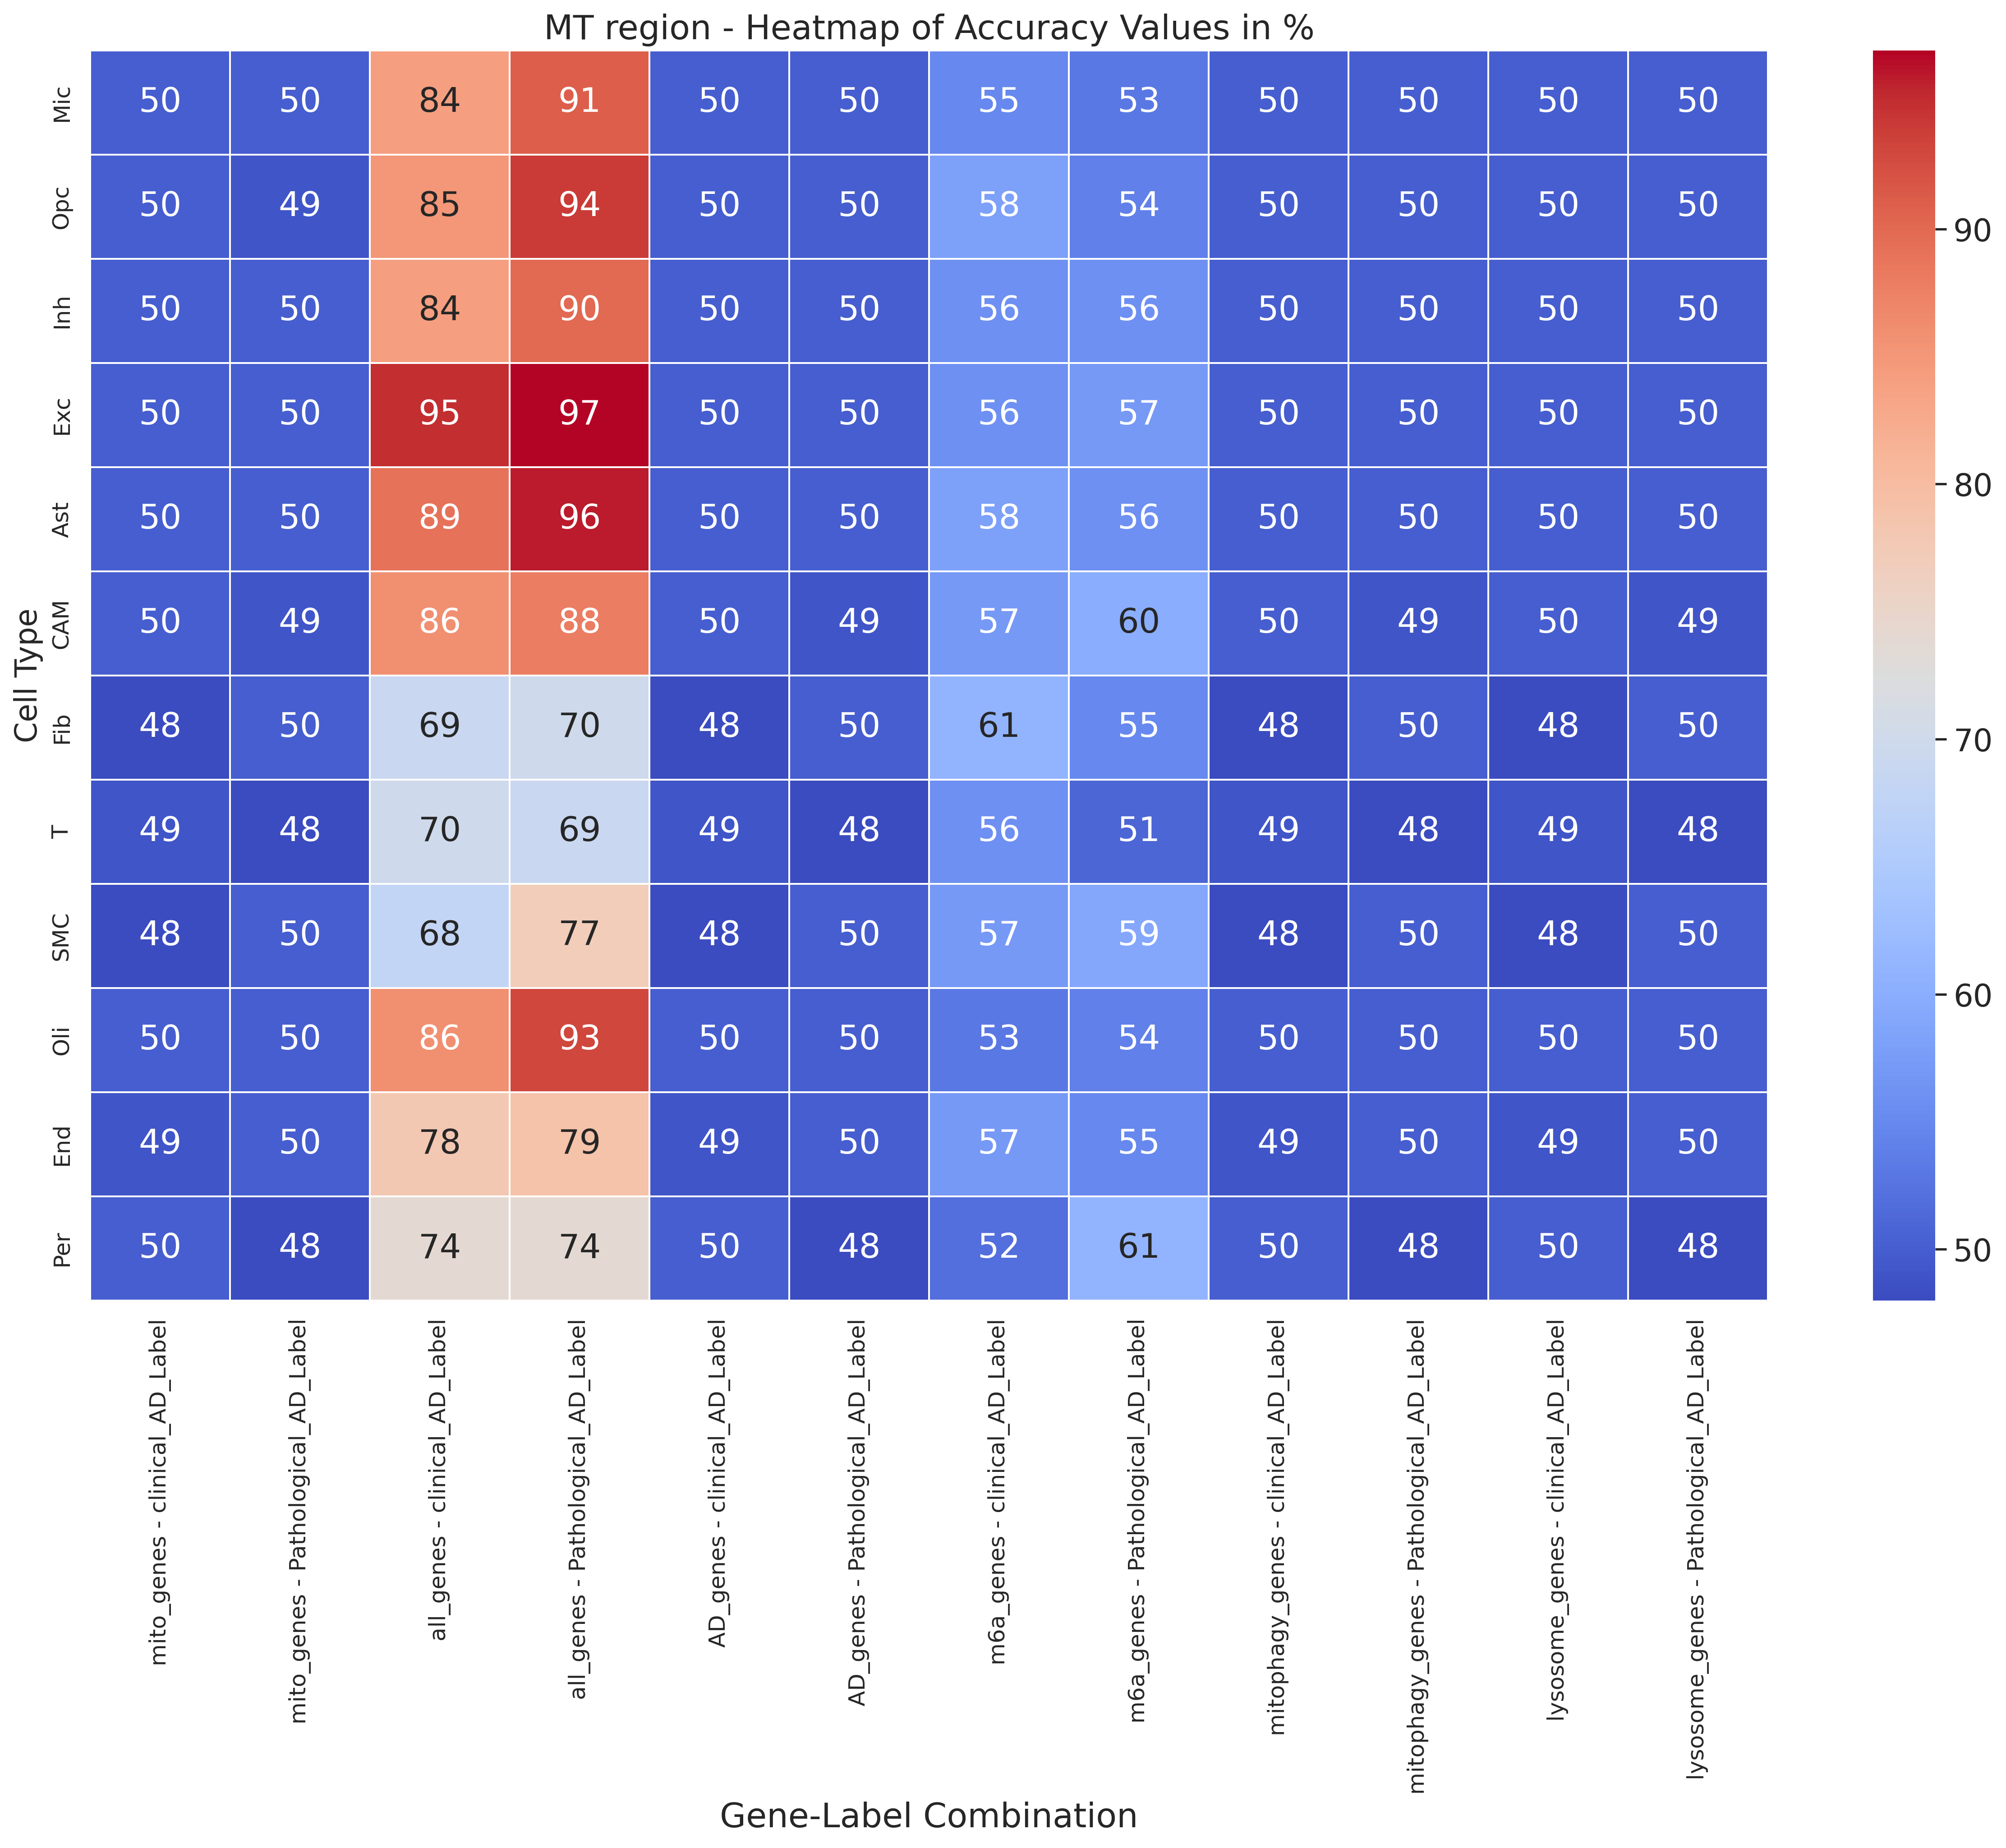 MT region - Heatmap of Accuracy Values in %
Cell Type
Mic 50 50 84 91 50 50 55 53 50 50 50 50
Opc 50 49 85 94 50 50 58 54 50 50 50 50
Inh 50 50 84 90 50 50 56 56 50 50 50 50
Exc 50 50 95 97 50 50 56 57 50 50 50 50
Ast 50 50 89 96 50 50 58 56 50 50 50 50
CAM 50 49 86 88 50 49 57 60 50 49 50 49
Fib 48 50 69 70 48 50 61 55 48 50 48 50
T 49 48 70 69 49 48 56 51 49 48 49 48
SMC 48 50 68 77 48 50 57 59 48 50 48 50
Oli 50 50 86 93 50 50 53 54 50 50 50 50
End 49 50 78 79 49 50 57 55 49 50 49 50
Per 50 48 74 74 50 48 52 61 50 48 50 48
mito_genes - clinical_AD_Label
mito_genes - Pathological_AD_Label
all_genes - clinical_AD_Label
all_genes - Pathological_AD_Label
AD_genes - clinical_AD_Label
AD_genes - Pathological_AD_Label
m6a_genes - clinical_AD_Label
m6a_genes - Pathological_AD_Label
mitophagy_genes - clinical_AD_Label
mitophagy_genes - Pathological_AD_Label
lysosome_genes - clinical_AD_Label
lysosome_genes - Pathological_AD_Label
Gene-Label Combination
90
80
70
60
50